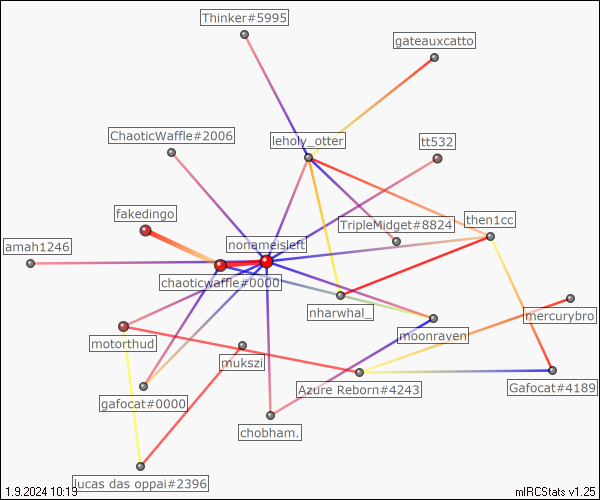 Thinker#5995
gateauxcatto
ChaoticWaffle#2006
leholy_otter
tt532
fakedingo
TripleMidget#8824
then1cc
amah1246
nonameisleft
chaoticwaffle#0000
nharwhal_
mercurybro
motorthud
moonraven
mukszi
gafocat#0000
Azure Reborn#4243
Gafocat#4189
chobham.
lucas das oppai#2396
1.9.2024 10:19
mIRCStats v1.25